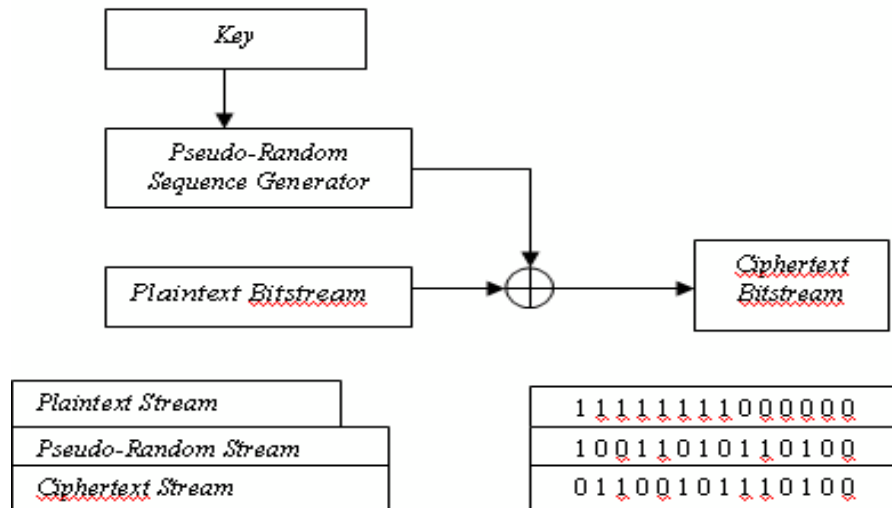 Key
Pseudo-Random
Sequence Generator
Plaintext Bitstream
Ciphertext
Bitstream
Plaintext Stream
1 1 1 1 1 1 1 1 0 0 0 0 0 0
Pseudo-Random Stream
1 0 0 1 1 0 1 0 1 1 0 1 0 0
Ciphertext Stream
0 1 1 0 0 1 0 1 1 1 0 1 0 0